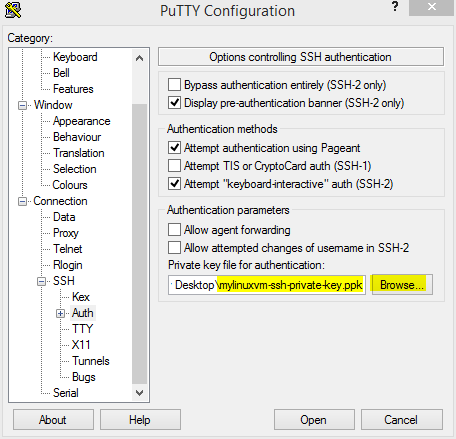 PuTTY Configuration
?
X
Category:
Keyboard
Bell
Features
Window
Appearance
Behaviour
Translation
Selection
Colours
Connection
Data
Proxy
Telnet
Rlogin
SSH
Kex
Auth
TTY
X11
Tunnels
Bugs
Serial
Options controlling SSH authentication
Bypass authentication entirely (SSH-2 only)
Display pre-authentication banner (SSH-2 only)
Authentication methods
Attempt authentication using Pageant
Attempt TIS or CryptoCard auth (SSH-1)
Attempt "keyboard-interactive" auth (SSH-2)
Authentication parameters
Allow agent forwarding
Allow attempted changes of username in SSH-2
Private key file for authentication:
Desktop\mylinuxvm-ssh-private-key.ppk Browse...
About Help Open Cancel